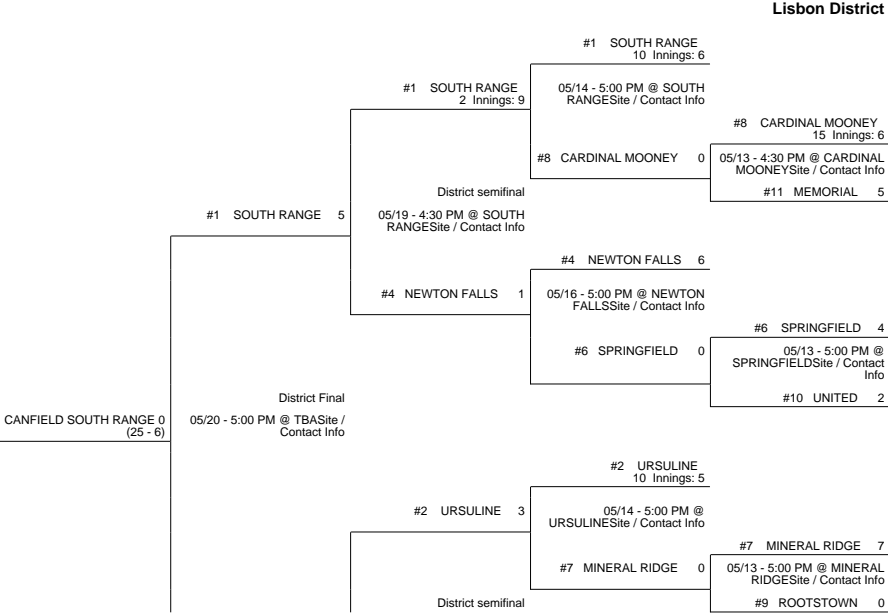 Lisbon District
#1 SOUTH RANGE
10 Innings: 6
#1 SOUTH RANGE
2 Innings: 9
05/14 - 5:00 PM @ SOUTH
RANGESite / Contact Info
#8 CARDINAL MOONEY
15 Innings: 6
#8 CARDINAL MOONEY 0
05/13 - 4:30 PM @ CARDINAL
MOONEYSite / Contact Info
District semifinal
#11 MEMORIAL 5
#1 SOUTH RANGE 5
05/19 - 4:30 PM @ SOUTH
RANGESite / Contact Info
#4 NEWTON FALLS 6
#4 NEWTON FALLS 1
05/16 - 5:00 PM @ NEWTON
FALLSSite / Contact Info
#6 SPRINGFIELD 4
#6 SPRINGFIELD 0
05/13 - 5:00 PM @
SPRINGFIELDSite / Contact
Info
District Final
#10 UNITED 2
CANFIELD SOUTH RANGE 0
(25 - 6)
05/20 - 5:00 PM @ TBASite /
Contact Info
#2 URSULINE
10 Innings: 5
#2 URSULINE 3
05/14 - 5:00 PM @
URSULINESite / Contact Info
#7 MINERAL RIDGE 7
#7 MINERAL RIDGE 0
05/13 - 5:00 PM @ MINERAL
RIDGESite / Contact Info
District semifinal
#9 ROOTSTOWN 0